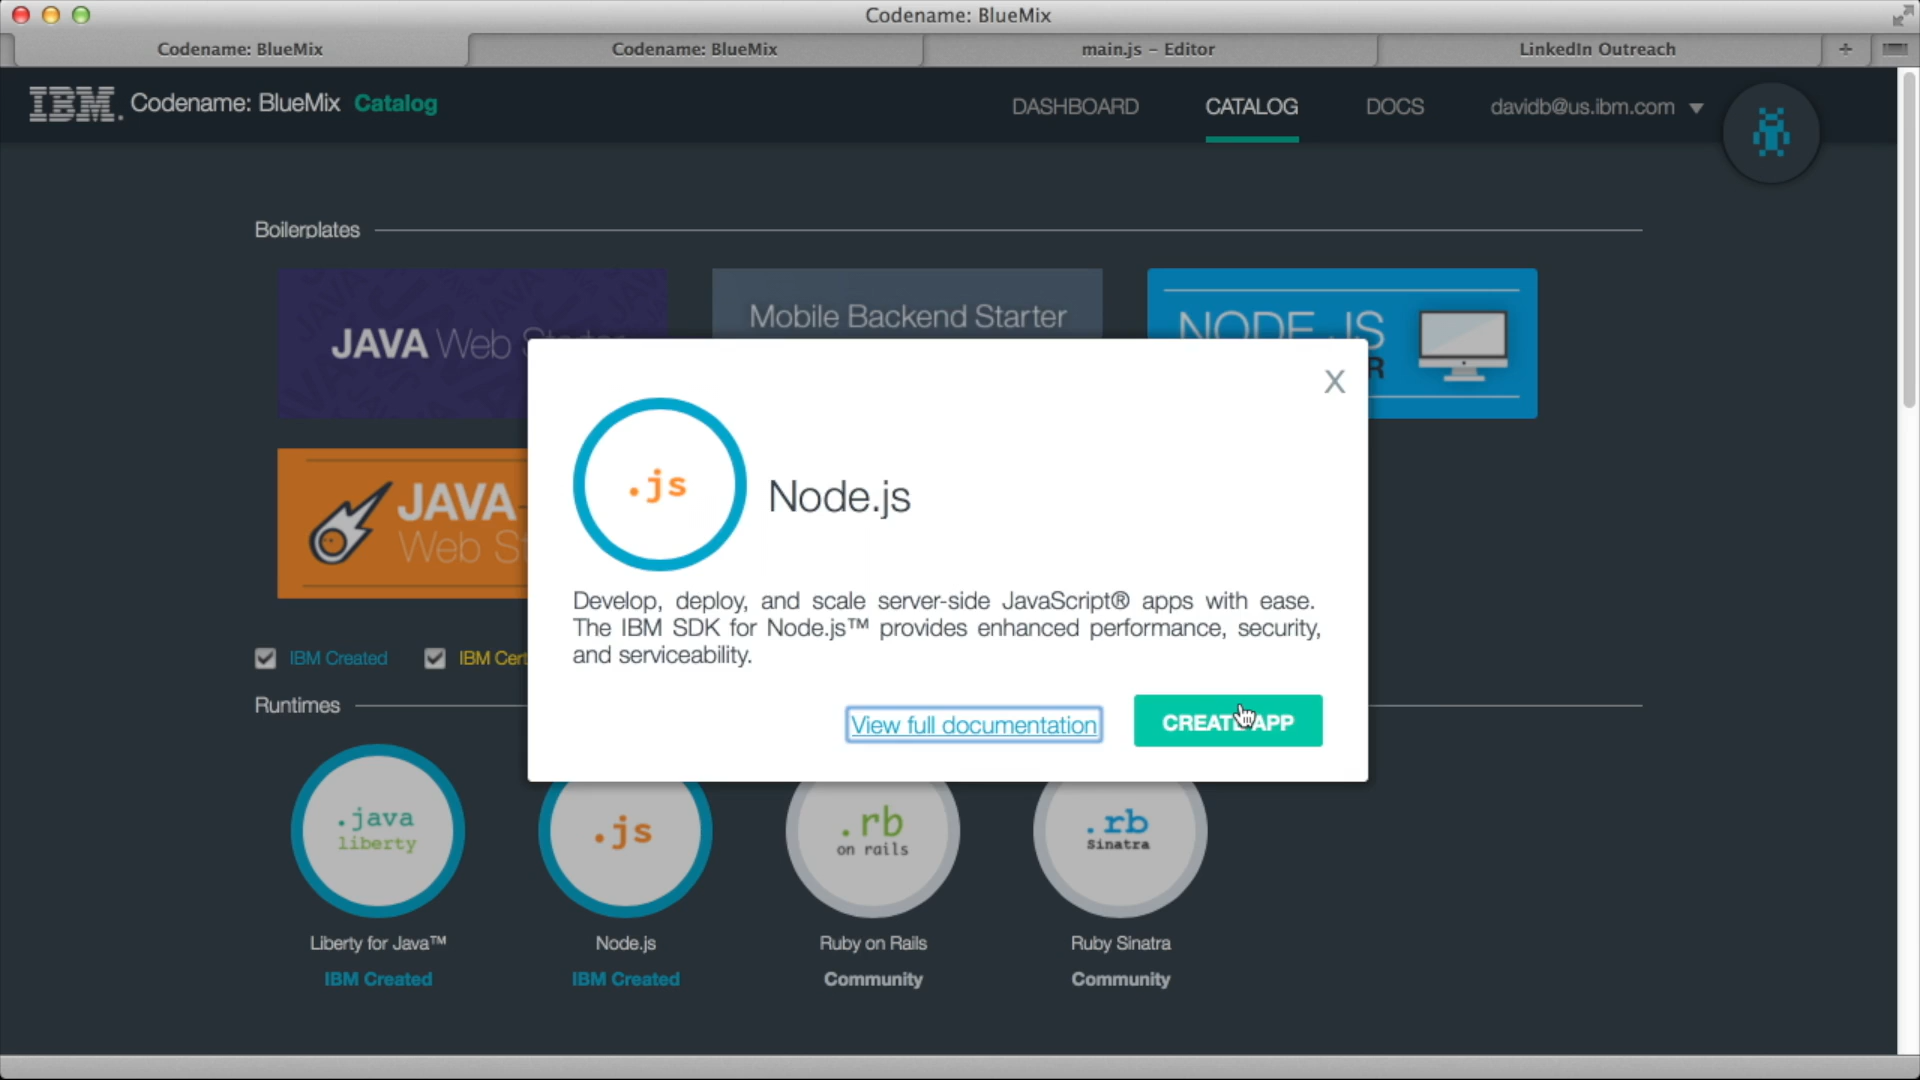 Codename: BlueMix
Codename: BlueMix
Codename: BlueMix
main.js – Editor
LinkedIn Outreach
IBM. Codename: BlueMix Catalog
DASHBOARD
CATALOG
DOCS
davidb@us.ibm.com
Boilerplates
JAVA Web
Mobile Backend Starter
NODE.JS
JAVA
Web
X
.js
Node.js
Develop, deploy, and scale server-side JavaScript® apps with ease.
The IBM SDK for Node.js™ provides enhanced performance, security,
and serviceability.
View full documentation
CREATE APP
IBM Created
IBM Cert
Runtimes
.java
liberty
.js
.rb
on rails
.rb
Sinatra
Liberty for Java™
Node.js
Ruby on Rails
Ruby Sinatra
IBM Created
IBM Created
Community
Community